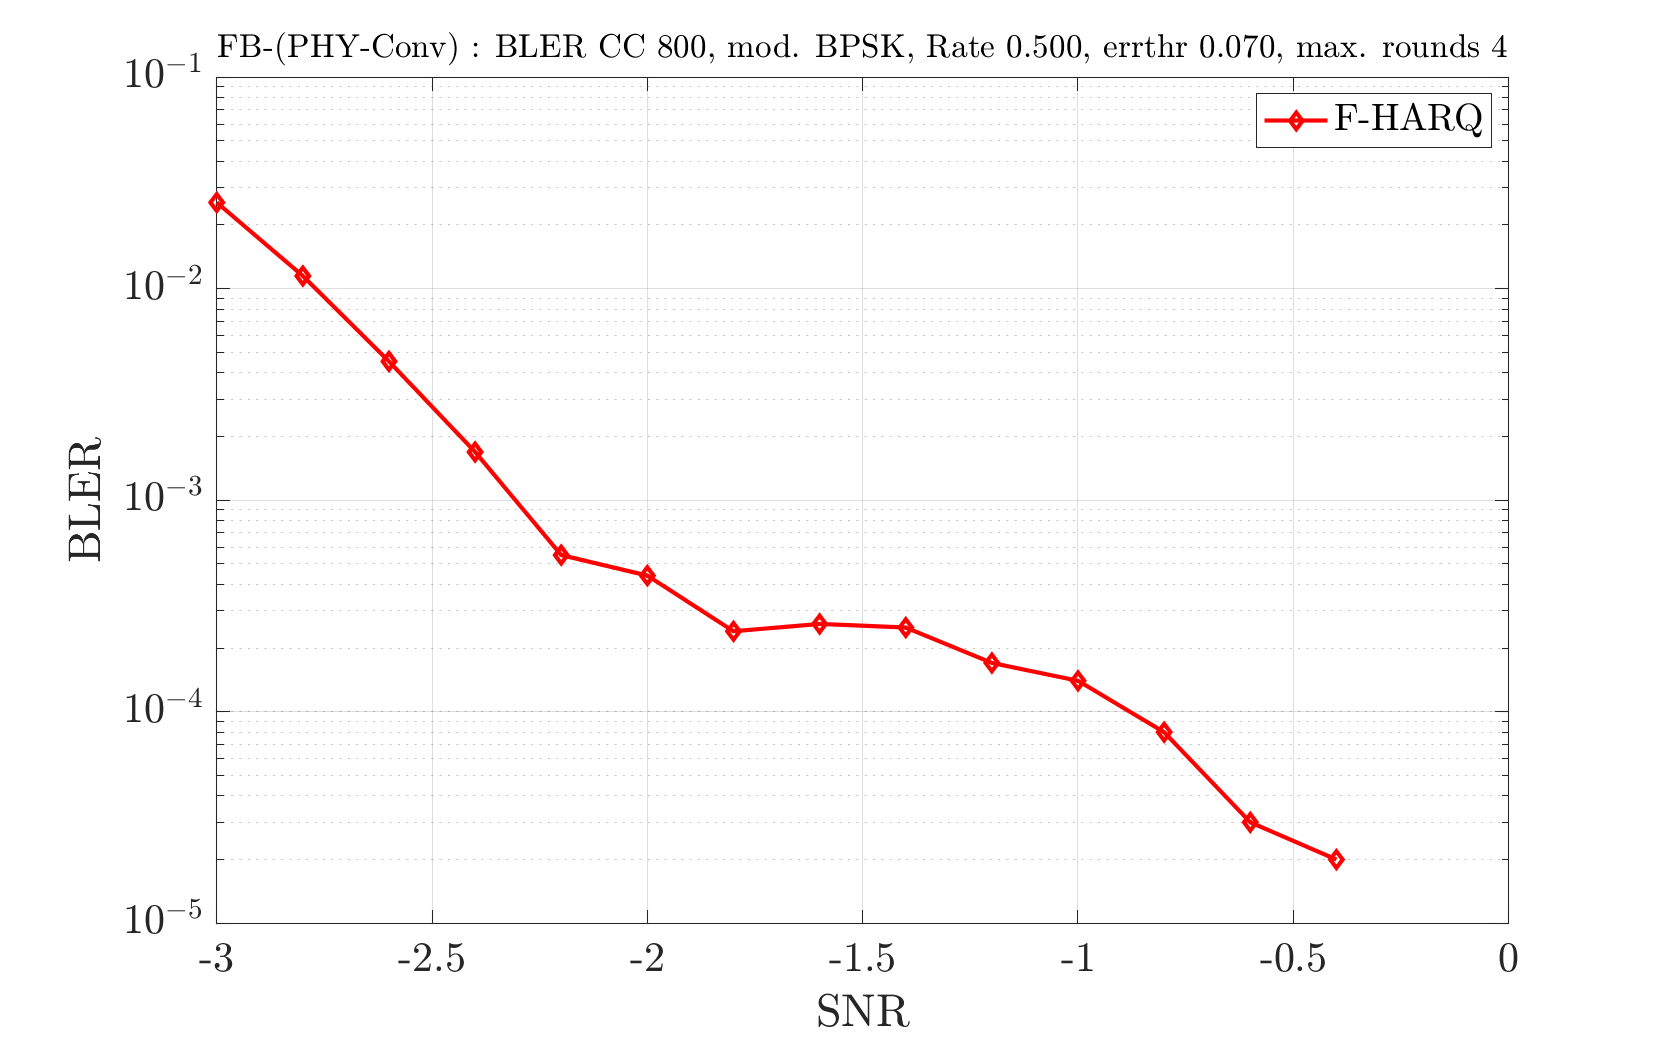 FB-(PHY-Conv) : BLER CC 800, mod. BPSK, Rate 0.500, errthr 0.070, max. rounds 4
F-HARQ
BLER
10^{-1}
10^{-2}
10^{-3}
10^{-4}
10^{-5}
-3 -2.5 -2 -1.5 -1 -0.5 0
SNR